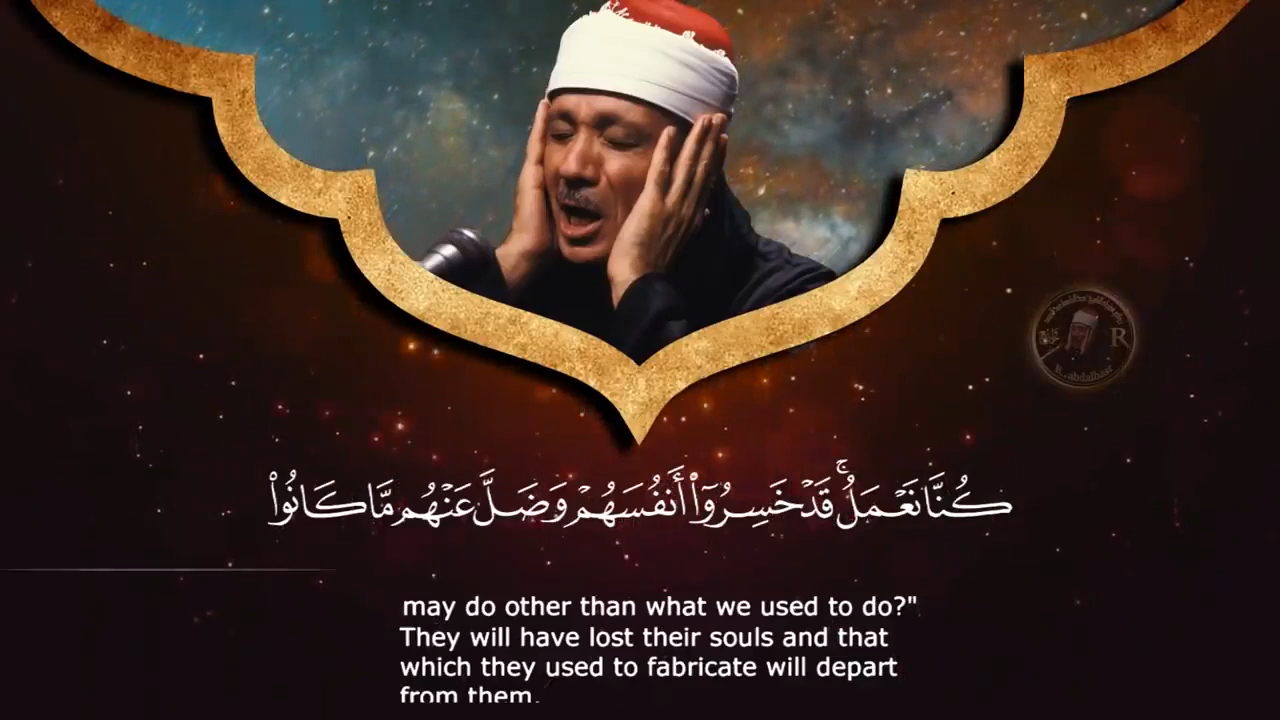 كُنَّا نَعْمَلُ ۚ قَدْ خَسِرُوٓا۟ أَنفُسَهُمْ وَضَلَّ عَنْهُم مَّا كَانُوا۟
R
may do other than what we used to do?"
They will have lost their souls and that
which they used to fabricate will depart
from them.